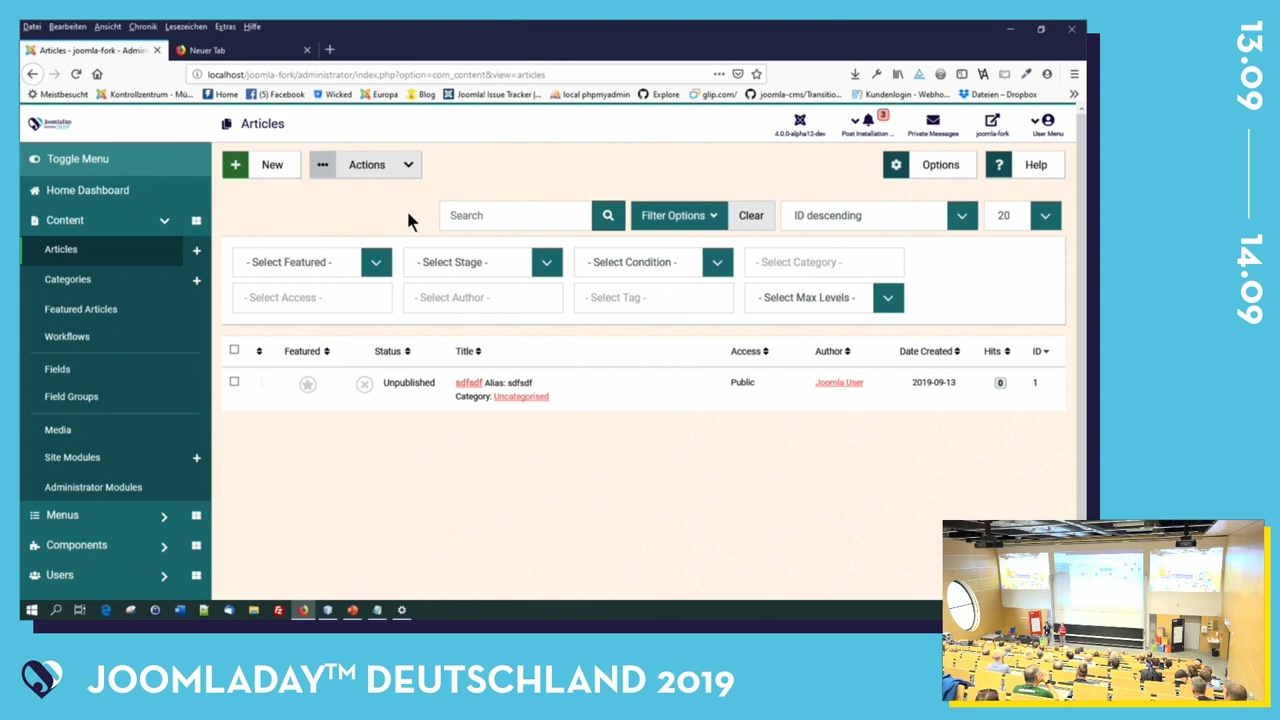 Datei Bearbeiten Ansicht Chronik Lesezeichen Extras Hilfe
Articles - joomla-fork - Admin
Neuer Tab
localhost/joomla-fork/administrator/index.php?option=com_content&view=articles
Meistbesucht Kontrollzentrum - Mü... Home (5) Facebook Wicked Europa Blog Joomla! Issue Tracker |... local phpmyadmin Explore glip.com/ joomla-cms/Transitio... Kundenlogin - Webho... Dateien – Dropbox
JoomlaDay
2019
Articles
4.0.0-alpha12-dev
3
Post Installation ...
Private Messages
joomla-fork
User Menu
Toggle Menu
New
Actions
Options
? Help
Home Dashboard
Content
Search
Filter Options
Clear
ID descending
20
Articles
Categories
Featured Articles
Workflows
Fields
Field Groups
Media
Site Modules
Administrator Modules
Menus
Components
Users
- Select Featured -
- Select Stage -
- Select Condition -
- Select Category -
- Select Access -
- Select Author -
- Select Tag -
- Select Max Levels -
Featured Status Title Access Author Date Created Hits ID
Unpublished sdfsdf Alias: sdfsdf Public Joomla User 2019-09-13 0 1
Category: Uncategorised
13.09
14.09
JOOMLADAY™ DEUTSCHLAND 2019